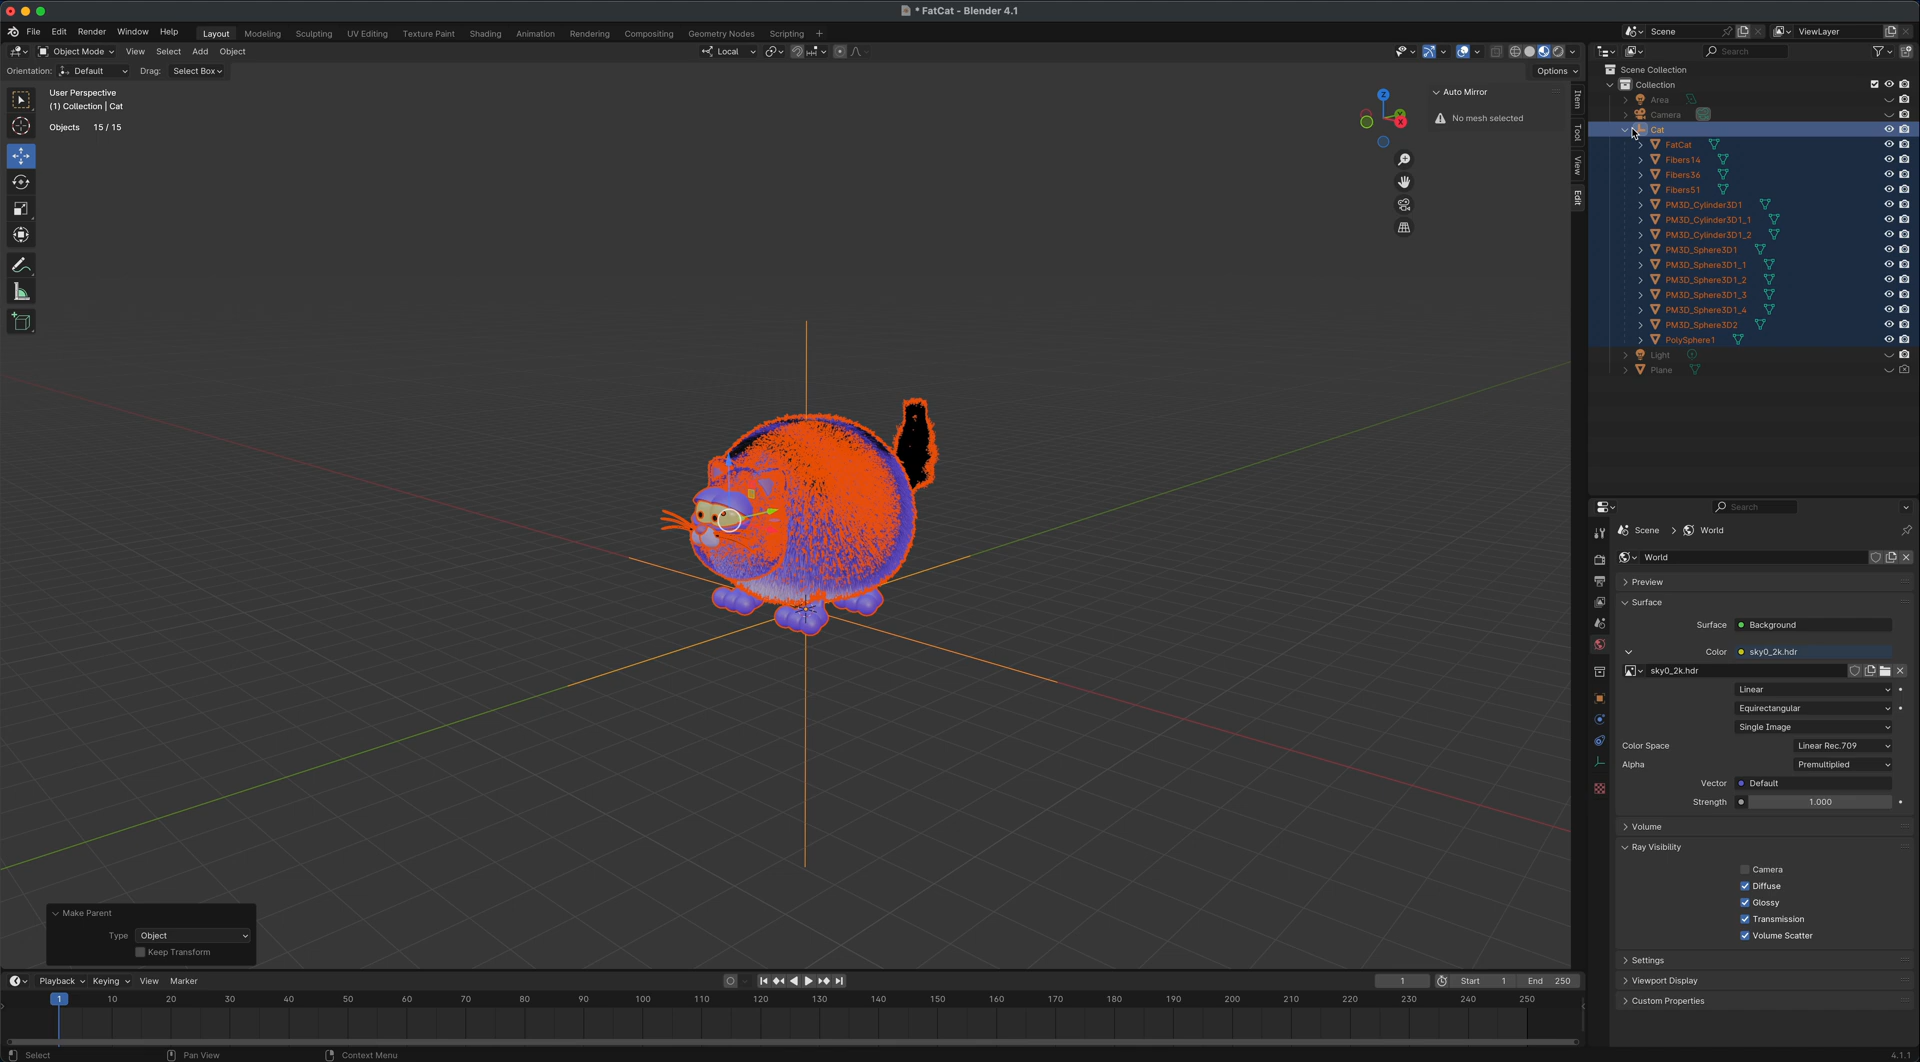 * FatCat - Blender 4.1
File Edit Render Window Help Layout Modeling Sculpting UV Editing Texture Paint Shading Animation Rendering Compositing Geometry Nodes Scripting + Scene ViewLayer
Object Mode View Select Add Object Local Search
Orientation: Default Drag: Select Box Options
User Perspective
(1) Collection | Cat
Objects 15 / 15
Z
Y
X
Auto Mirror
No mesh selected
Item
Tool
View
Edit
Scene Collection
Collection
Area
Camera
Cat
FatCat
Fibers14
Fibers36
Fibers51
PM3D_Cylinder3D1
PM3D_Cylinder3D1_1
PM3D_Cylinder3D1_2
PM3D_Sphere3D1
PM3D_Sphere3D1_1
PM3D_Sphere3D1_2
PM3D_Sphere3D1_3
PM3D_Sphere3D1_4
PM3D_Sphere3D2
PolySphere1
Light
Plane
Search
Scene World
World
Preview
Surface
Surface Background
Color sky0_2k.hdr
sky0_2k.hdr
Linear
Equirectangular
Single Image
Color Space Linear Rec.709
Alpha Premultiplied
Vector Default
Strength 1.000
Volume
Ray Visibility
Camera
Diffuse
Glossy
Transmission
Volume Scatter
Settings
Viewport Display
Custom Properties
Make Parent
Type Object
Keep Transform
Playback Keying View Marker 1 Start 1 End 250
1 10 20 30 40 50 60 70 80 90 100 110 120 130 140 150 160 170 180 190 200 210 220 230 240 250
Select Pan View Context Menu 4.1.1